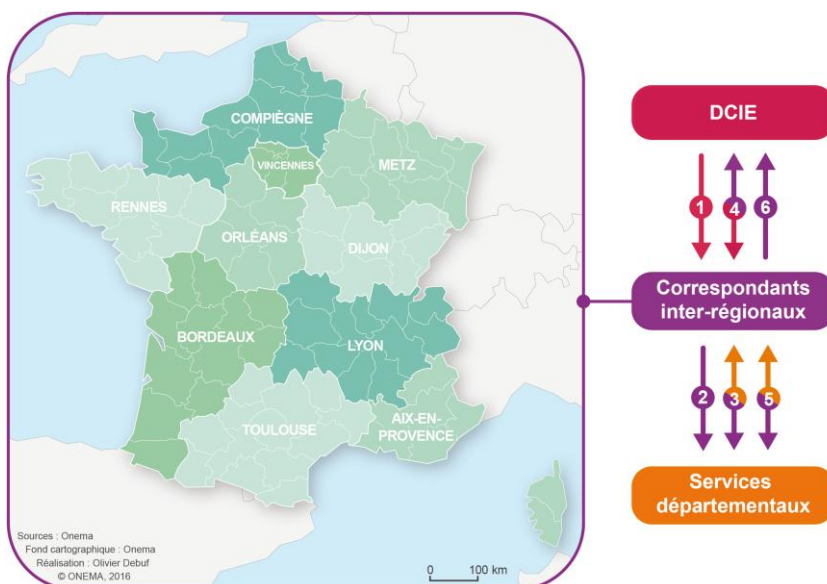 COMPIÈGNE
VINCENNES
METZ
RENNES
ORLÉANS
DIJON
BORDEAUX
LYON
TOULOUSE
AIX-EN-
PROVENCE
Sources : Onema
Fond cartographique : Onema
Réalisation : Olivier Debuf
© ONEMA, 2016
0 100 km
DCIE
1 4 6
Correspondants
inter-régionaux
2 3 5
Services
départementaux